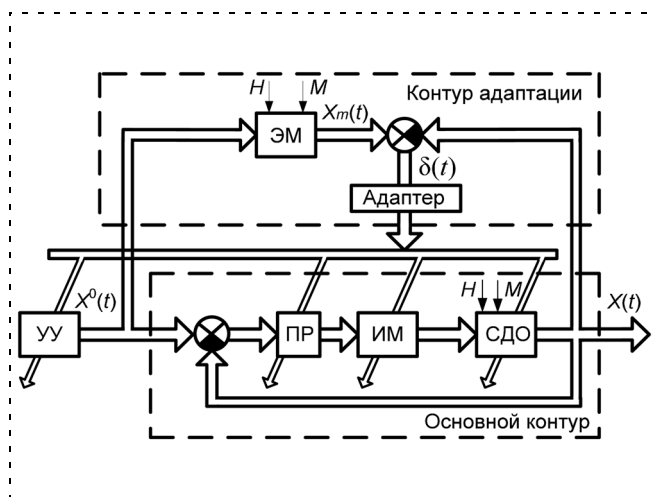 H M
Контур адаптации
Xm(t)
ЭМ
δ(t)
Адаптер
X⁰(t)
H M
X(t)
УУ
ПР
ИМ
СДО
Основной контур